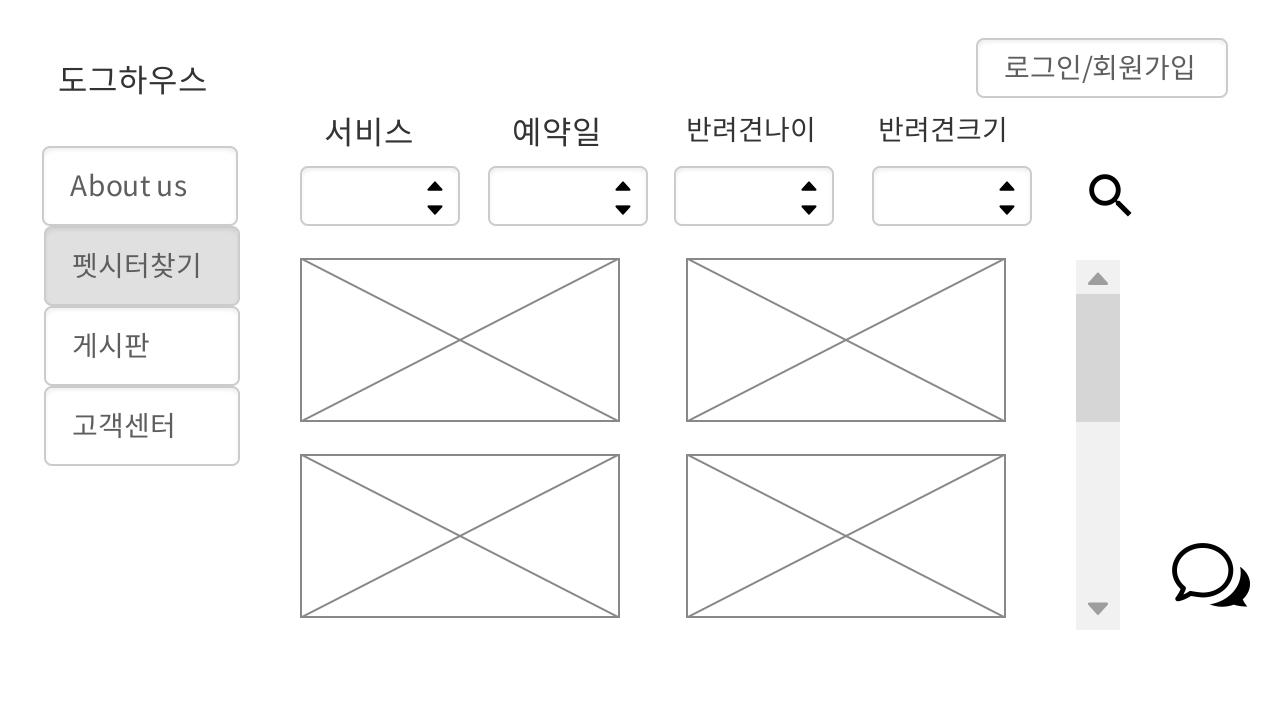 도그하우스
로그인/회원가입
서비스
예약일
반려견나이
반려견크기
About us
펫시터찾기
게시판
고객센터